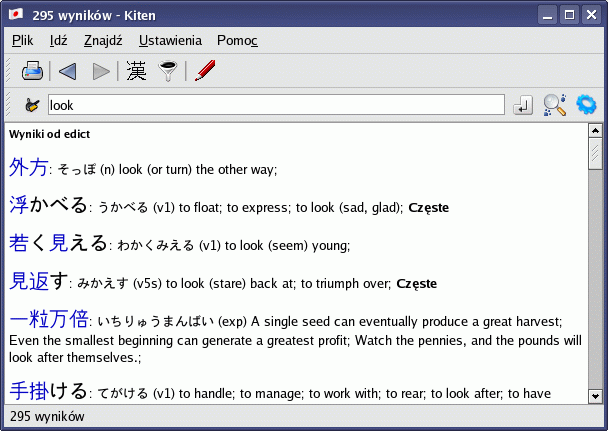 295 wyników - Kiten
Plik Idź Znajdź Ustawienia Pomoc
漢
look
Wyniki od edict
外方: そっぽ (n) look (or turn) the other way;
浮かべる: うかべる (v1) to float; to express; to look (sad, glad); Częste
若く見える: わかくみえる (v1) to look (seem) young;
見返す: みかえす (v5s) to look (stare) back at; to triumph over; Częste
一粒万倍: いちりゅうまんばい (exp) A single seed can eventually produce a great harvest;
Even the smallest beginning can generate a greatest profit; Watch the pennies, and the pounds will
look after themselves.;
手掛ける: てがける (v1) to handle; to manage; to work with; to rear; to look after; to have
295 wyników